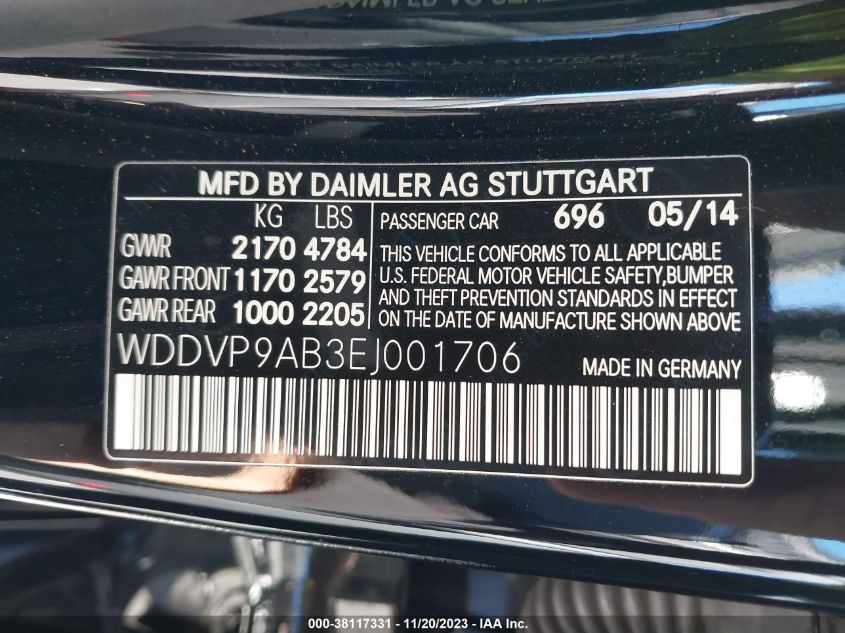 MFD BY DAIMLER AG STUTTGART
KG LBS
GVWR 2170 4784
GAWR FRONT 1170 2579
GAWR REAR 1000 2205
PASSENGER CAR 696 05/14
THIS VEHICLE CONFORMS TO ALL APPLICABLE
U.S. FEDERAL MOTOR VEHICLE SAFETY,BUMPER
AND THEFT PREVENTION STANDARDS IN EFFECT
ON THE DATE OF MANUFACTURE SHOWN ABOVE
WDDVP9AB3EJ001706
MADE IN GERMANY
000-38117331 - 11/20/2023 - IAA Inc.